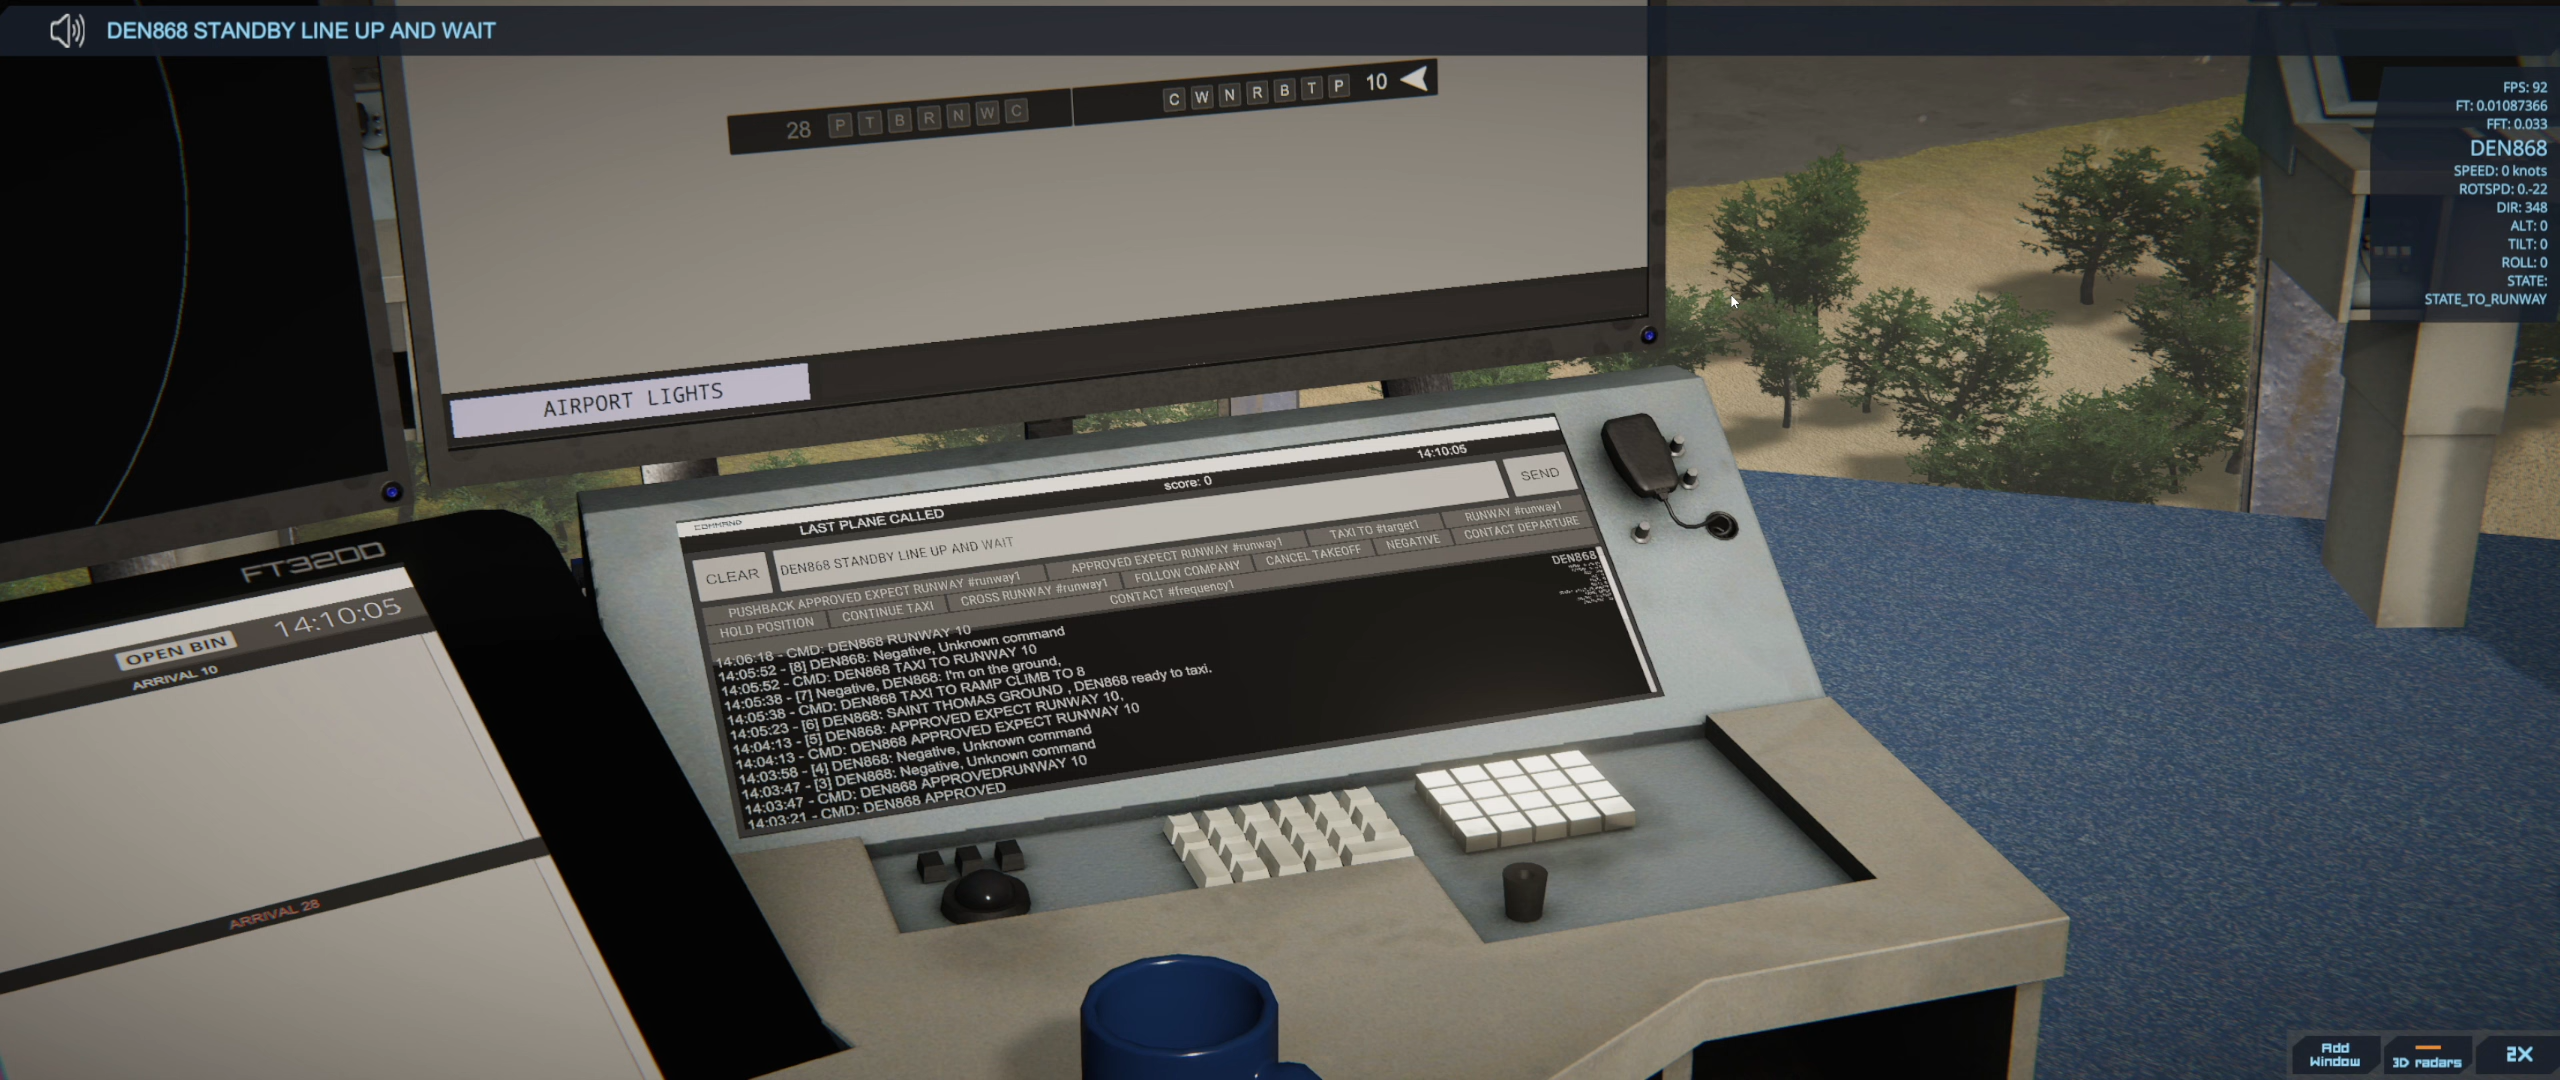 DEN868 STANDBY LINE UP AND WAIT
28 P T B R N W C
C W N R B T P 10
FPS: 92
FT: 0.01087366
FFT: 0.033
DEN868
SPEED: 0 knots
ROTSPD: 0.-22
DIR: 348
ALT: 0
TILT: 0
ROLL: 0
STATE:
STATE_TO_RUNWAY
AIRPORT LIGHTS
COMMAND
LAST PLANE CALLED
score: 0
14:10:05
CLEAR
DEN868 STANDBY LINE UP AND WAIT
SEND
PUSHBACK APPROVED EXPECT RUNWAY #runway1
APPROVED EXPECT RUNWAY #runway1
TAXI TO #target1
RUNWAY #runway1
HOLD POSITION
CONTINUE TAXI
CROSS RUNWAY #runway1
FOLLOW COMPANY
CANCEL TAKEOFF
NEGATIVE
CONTACT DEPARTURE
CONTACT #frequency1
DEN868
14:06:18 - CMD: DEN868 RUNWAY 10
14:05:52 - [8] DEN868: Negative, Unknown command
14:05:52 - CMD: DEN868 TAXI TO RUNWAY 10
14:05:38 - [7] Negative, DEN868: I'm on the ground,
14:05:38 - CMD: DEN868 TAXI TO RAMP CLIMB TO 8
14:05:23 - [6] DEN868: SAINT THOMAS GROUND , DEN868 ready to taxi.
14:04:13 - [5] DEN868: APPROVED EXPECT RUNWAY 10,
14:04:13 - CMD: DEN868 APPROVED EXPECT RUNWAY 10
14:03:58 - [4] DEN868: Negative, Unknown command
14:03:47 - [3] DEN868: Negative, Unknown command
14:03:47 - CMD: DEN868 APPROVEDRUNWAY 10
14:03:21 - CMD: DEN868 APPROVED
FT32DD
14:10:05
OPEN BIN
ARRIVAL 10
ARRIVAL 28
Add Window
3D radars
2X